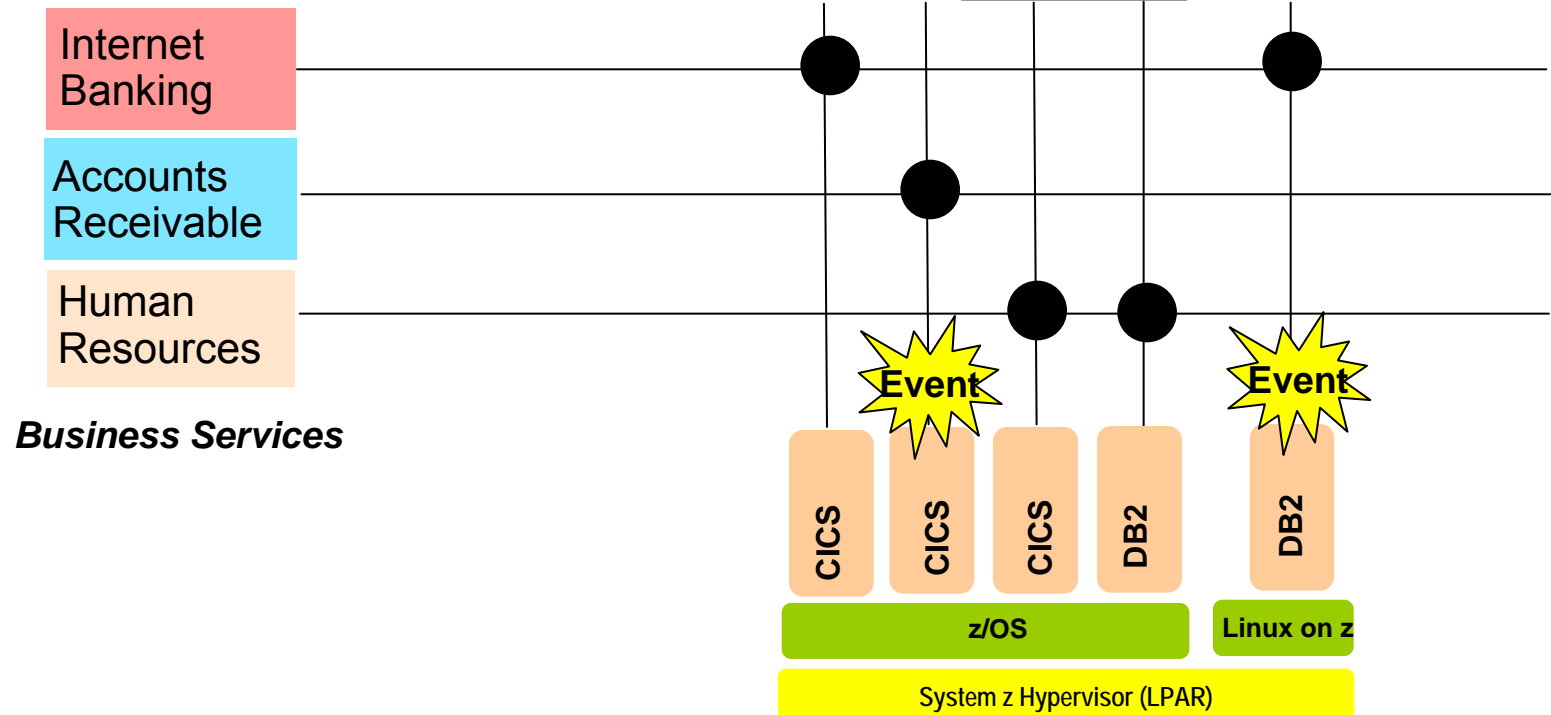 Internet
Banking
Accounts
Receivable
Human
Resources
Business Services
Event
Event
CICS
CICS
CICS
DB2
DB2
z/OS
Linux on z
System z Hypervisor (LPAR)